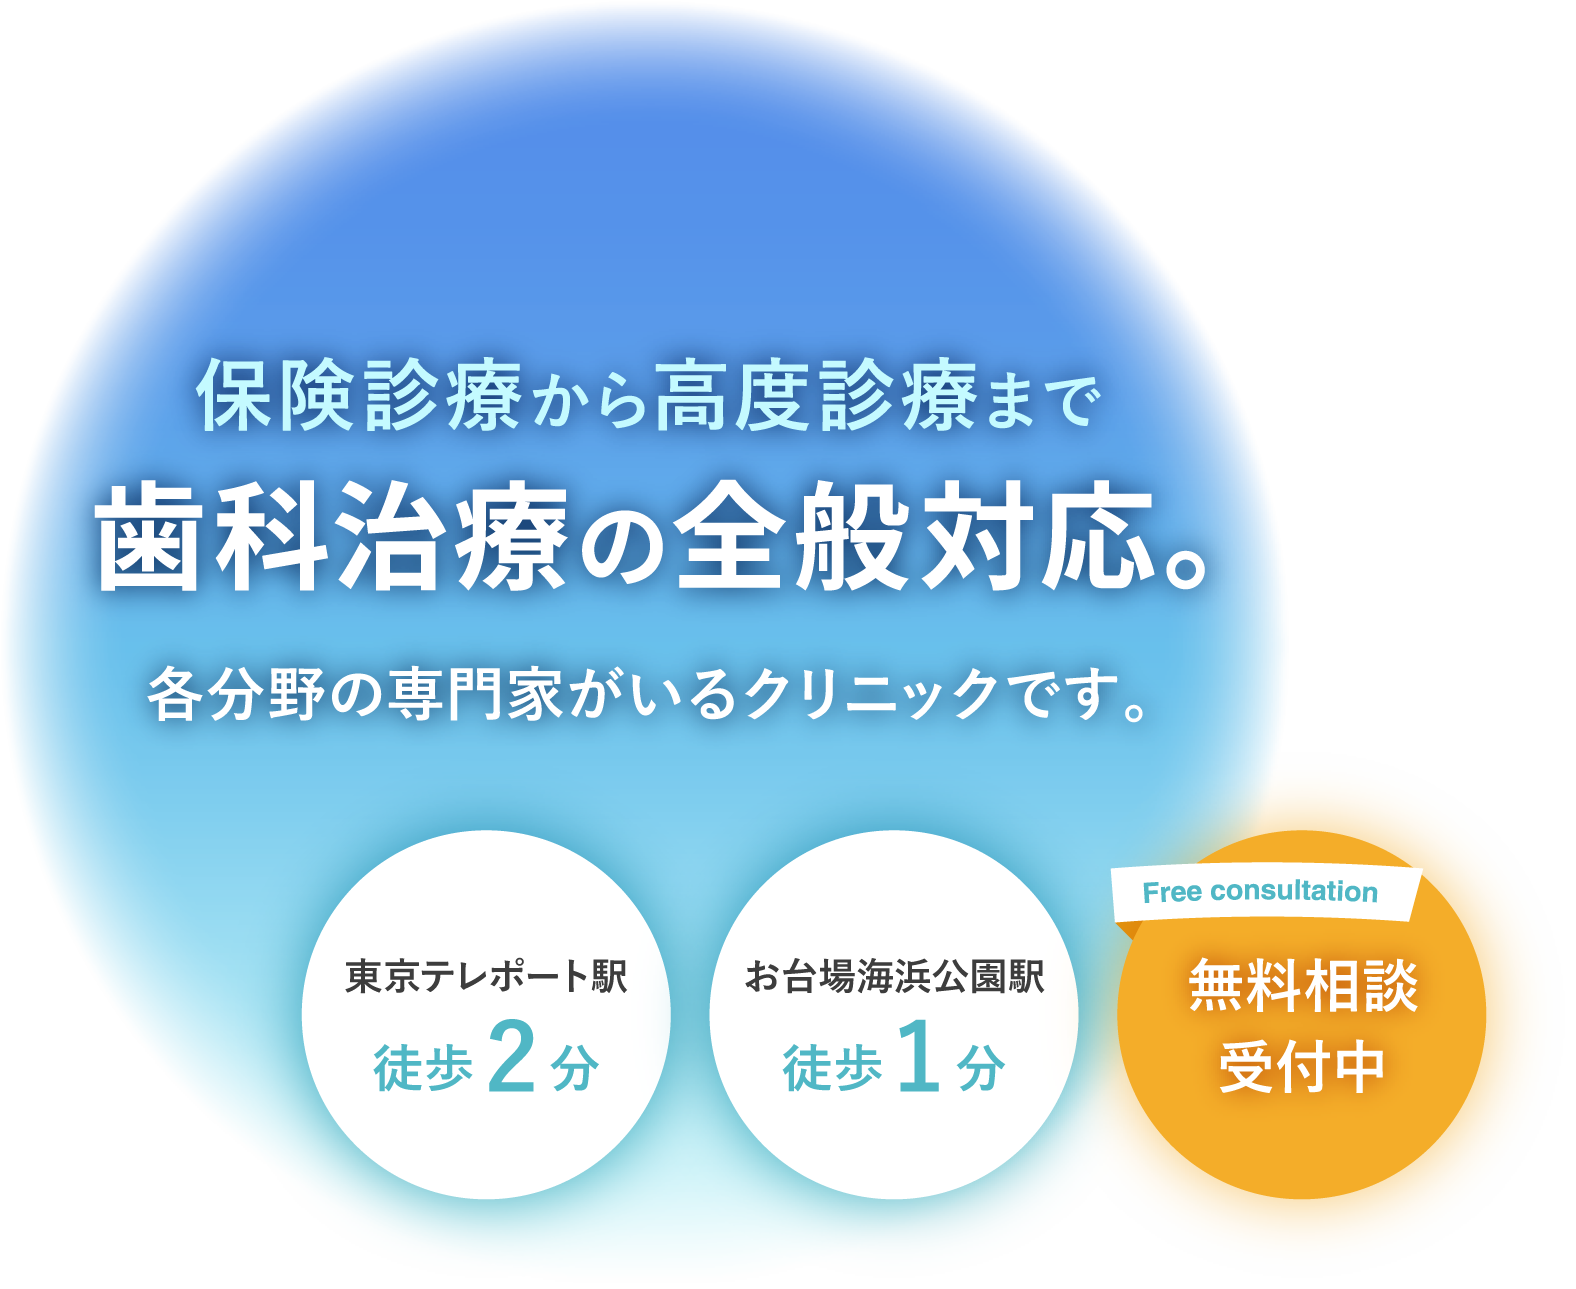 保険診療から高度診療まで
歯科治療の全般対応。
各分野の専門家がいるクリニックです。
東京テレポート駅
徒歩2分
お台場海浜公園駅
徒歩1分
Free consultation
無料相談
受付中